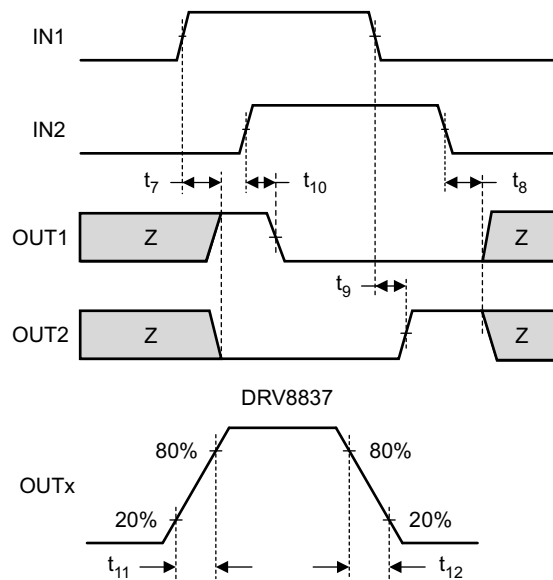 IN1
IN2
t7 t10 t8
OUT1 Z Z
t9
OUT2 Z Z
DRV8837
80% 80%
OUTx
20% 20%
t11 t12